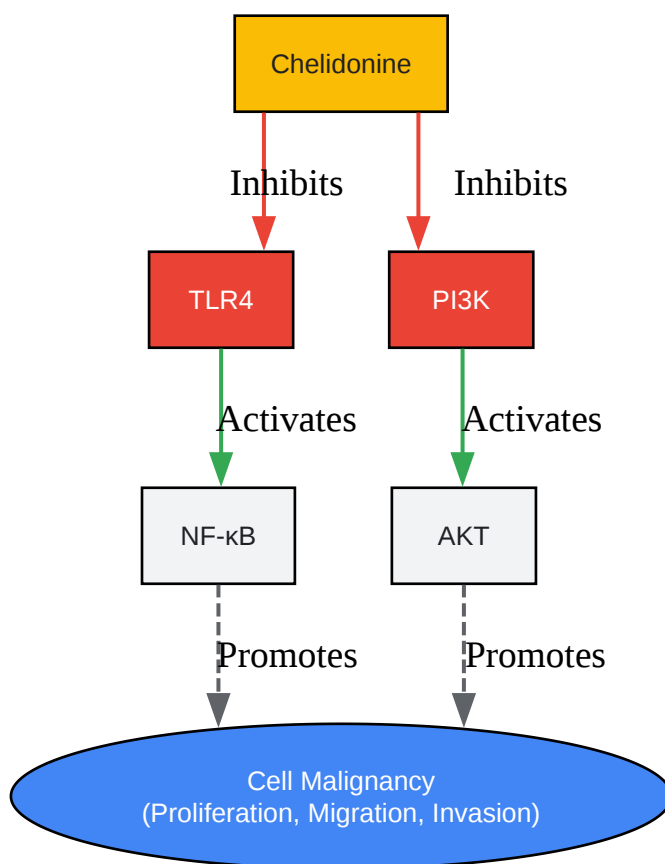 Chelidonine
Inhibits
Inhibits
TLR4
PI3K
Activates
Activates
NF-κB
AKT
Promotes
Promotes
Cell Malignancy
(Proliferation, Migration, Invasion)